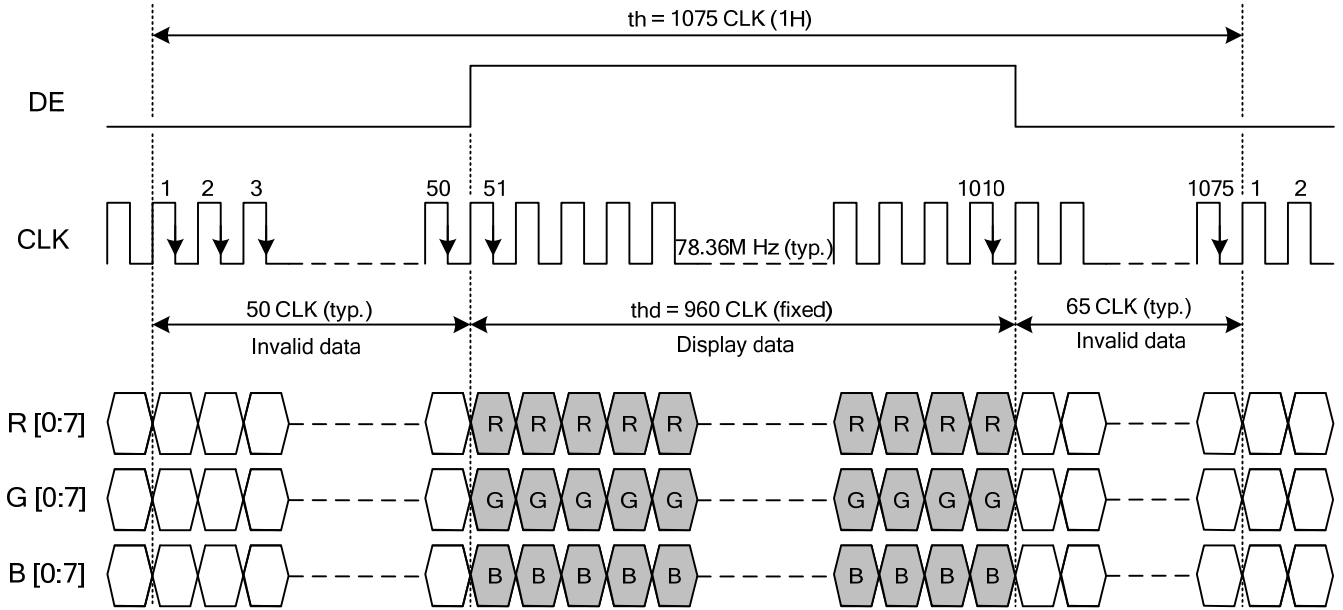 th = 1075 CLK (1H)
DE
1 2 3 50 51 1010 1075 1 2
CLK
78.36M Hz (typ.)
50 CLK (typ.) thd = 960 CLK (fixed) 65 CLK (typ.)
Invalid data Display data Invalid data
R [0:7] R R R R R R R R R
G [0:7] G G G G G G G G G
B [0:7] B B B B B B B B B